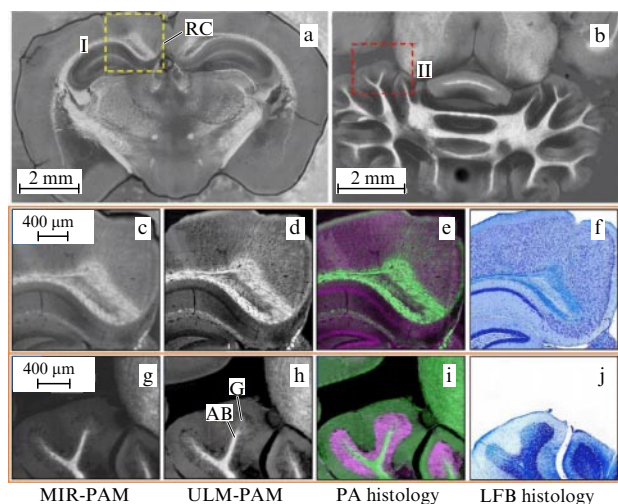 I
RC
a
b
II
2 mm
2 mm
400 μm
c
d
e
f
400 μm
g
h
G
AB
i
j
MIR-PAM ULM-PAM PA histology LFB histology